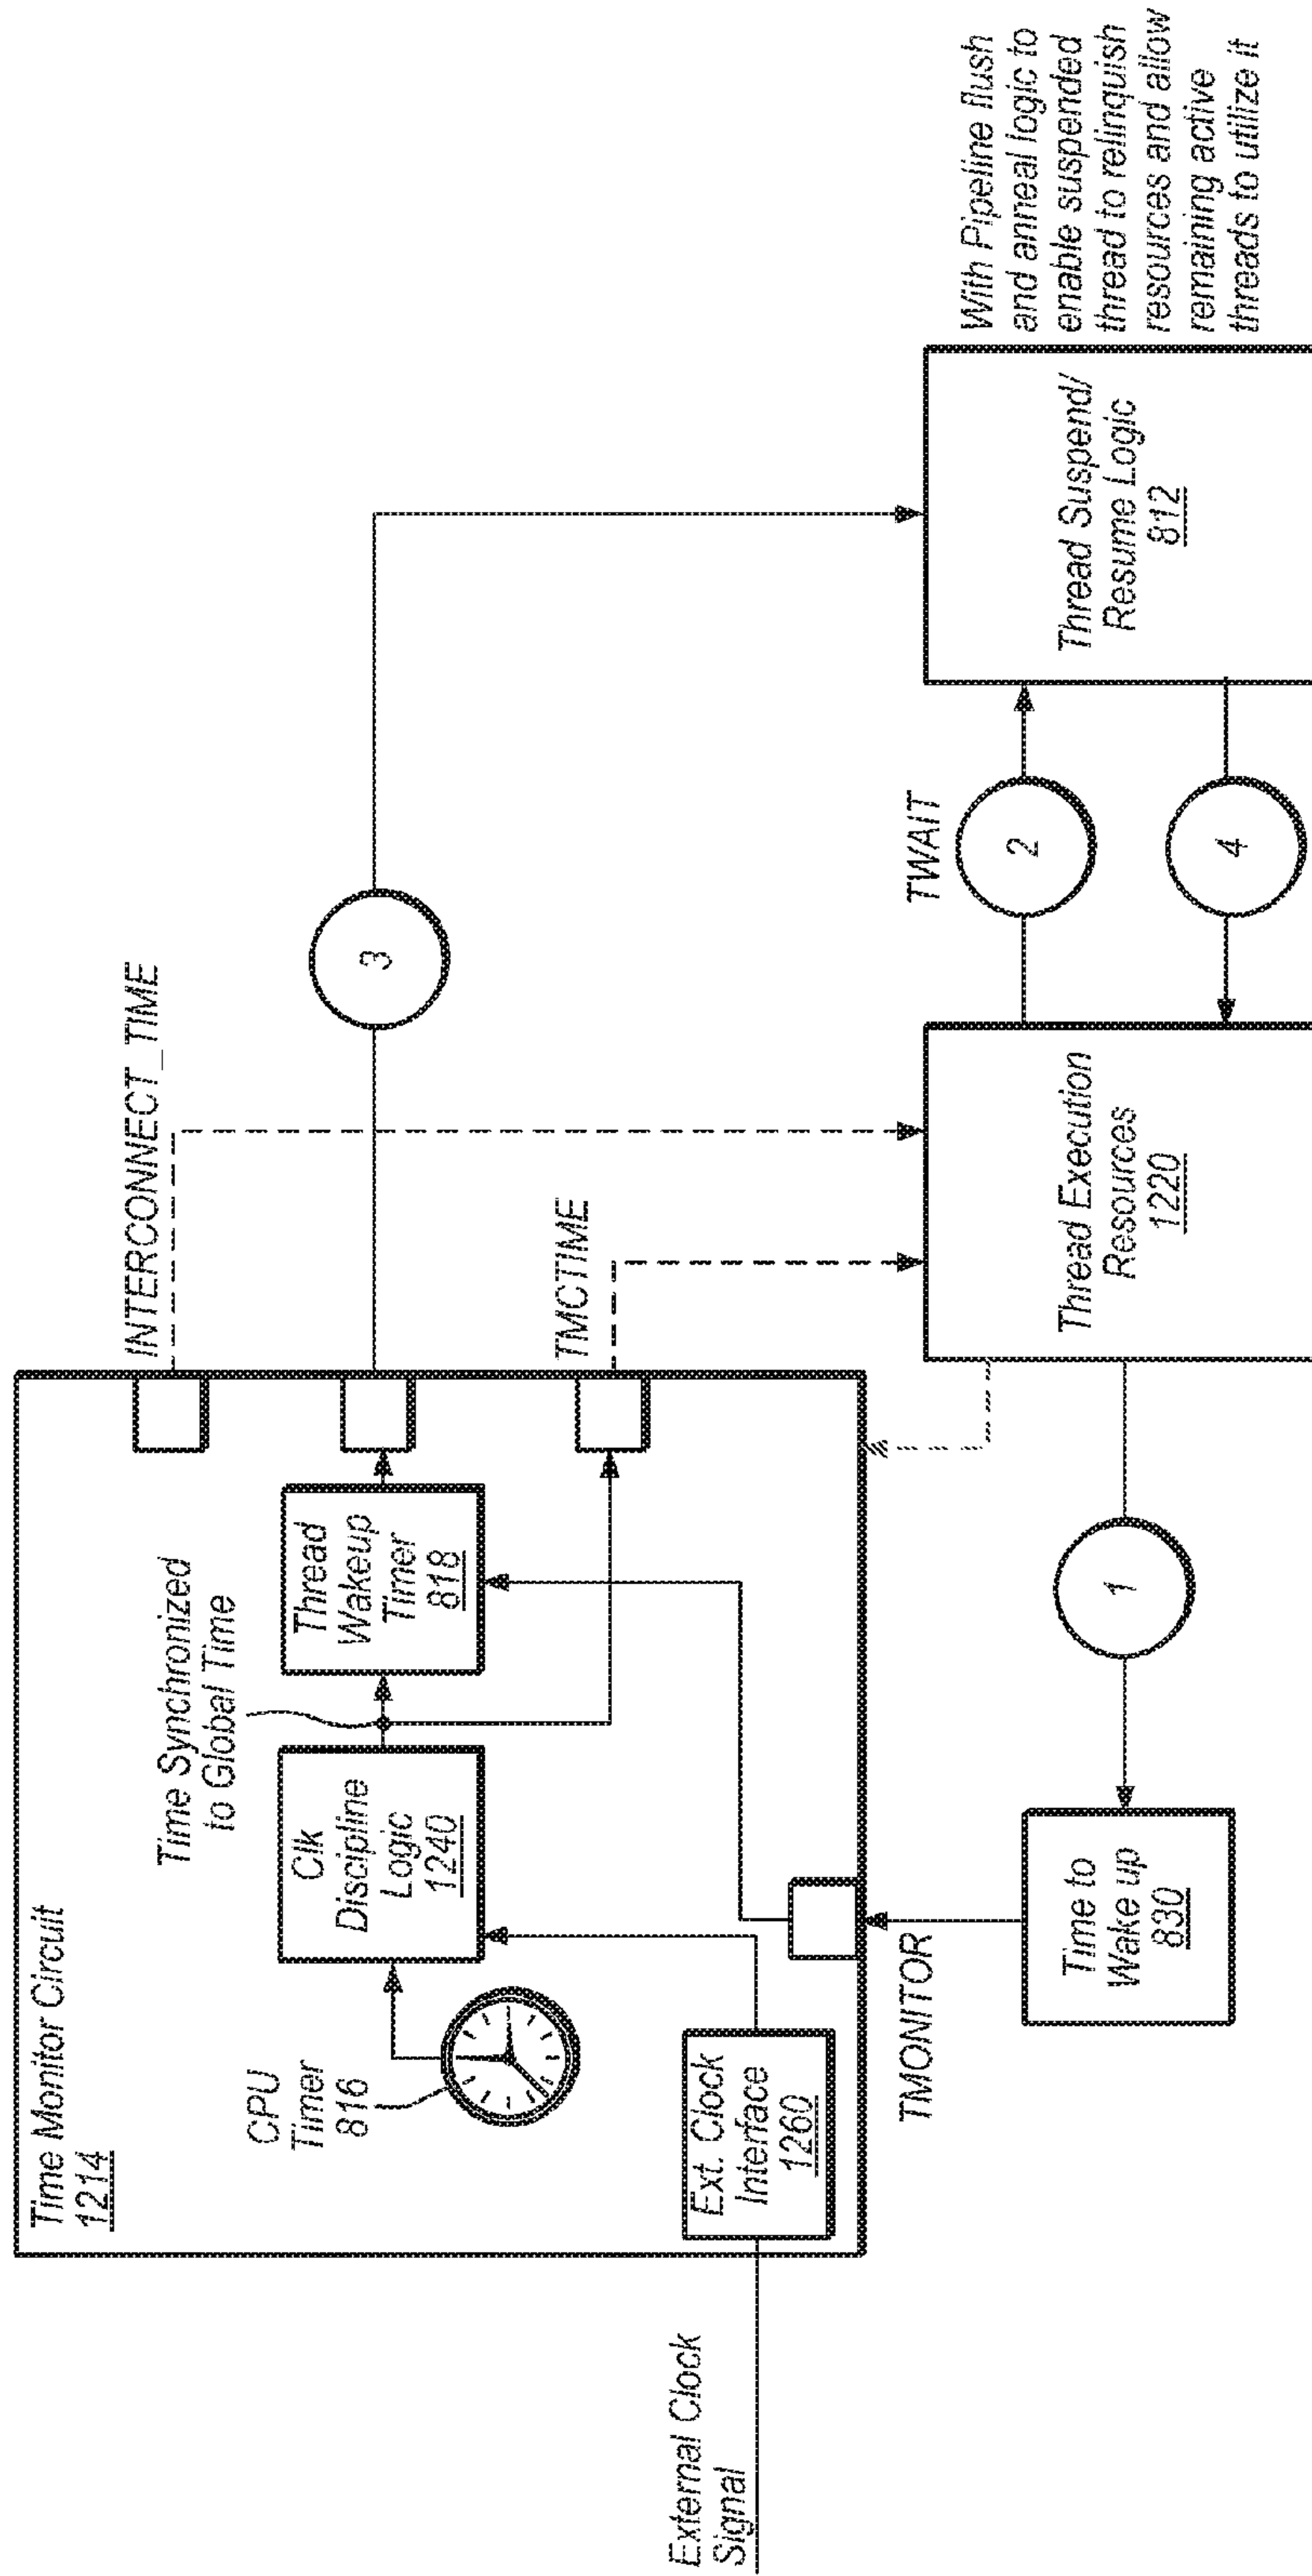 Time Monitor Circuit
1214
CPU
Timer
816
Clk
Discipline
Logic
1240
Time Synchronized
to Global Time
Thread
Wakeup
Timer
818
INTERCONNECT_TIME
3
TMCTIME
External Clock
Signal
Ext. Clock
Interface
1260
TMONITOR
Time to
Wake up
830
1
Thread Execution
Resources
1220
TWAIT
2
4
Thread Suspend/
Resume Logic
812
With Pipeline flush
and anneal logic to
enable suspended
thread to relinquish
resources and allow
remaining active
threads to utilize it